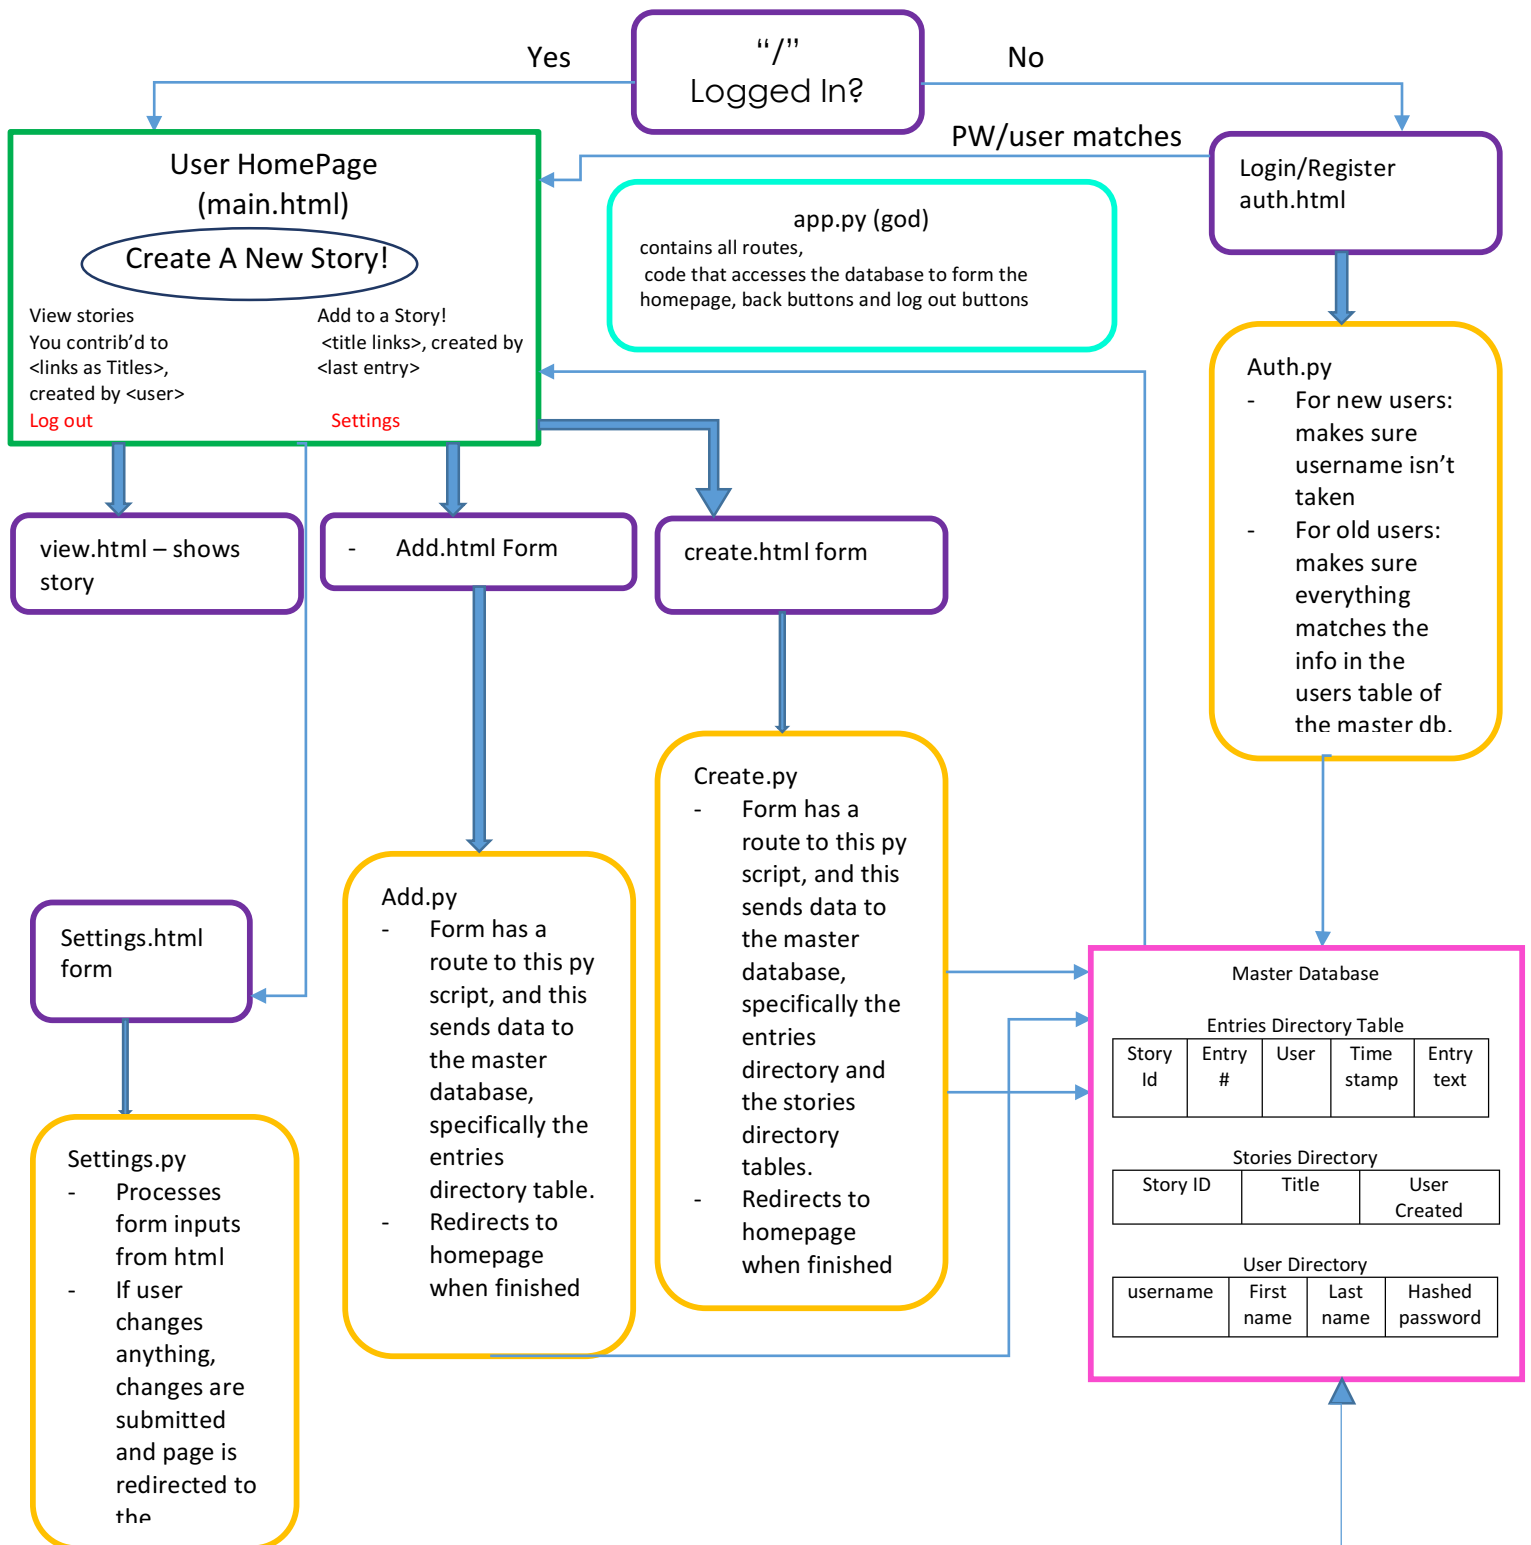 “/”
Logged In?
Yes
No
PW/user matches
User HomePage
(main.html)
Create A New Story!
View stories
You contrib’d to
<links as Titles>,
created by <user>
Log out
Add to a Story!
<title links>, created by
<last entry>
Settings
app.py (god)
contains all routes,
code that accesses the database to form the
homepage, back buttons and log out buttons
Login/Register
auth.html
Auth.py
- For new users:
makes sure
username isn’t
taken
- For old users:
makes sure
everything
matches the
info in the
users table of
the master db.
view.html – shows
story
- Add.html Form
create.html form
Create.py
- Form has a
route to this py
script, and this
sends data to
the master
database,
specifically the
entries
directory and
the stories
directory
tables.
- Redirects to
homepage
when finished
Add.py
- Form has a
route to this py
script, and this
sends data to
the master
database,
specifically the
entries
directory table.
- Redirects to
homepage
when finished
Settings.html
form
Settings.py
- Processes
form inputs
from html
- If user
changes
anything,
changes are
submitted
and page is
redirected to
the
Master Database
Entries Directory Table
Story Id
Entry #
User
Time stamp
Entry text
Stories Directory
Story ID
Title
User Created
User Directory
username
First name
Last name
Hashed password